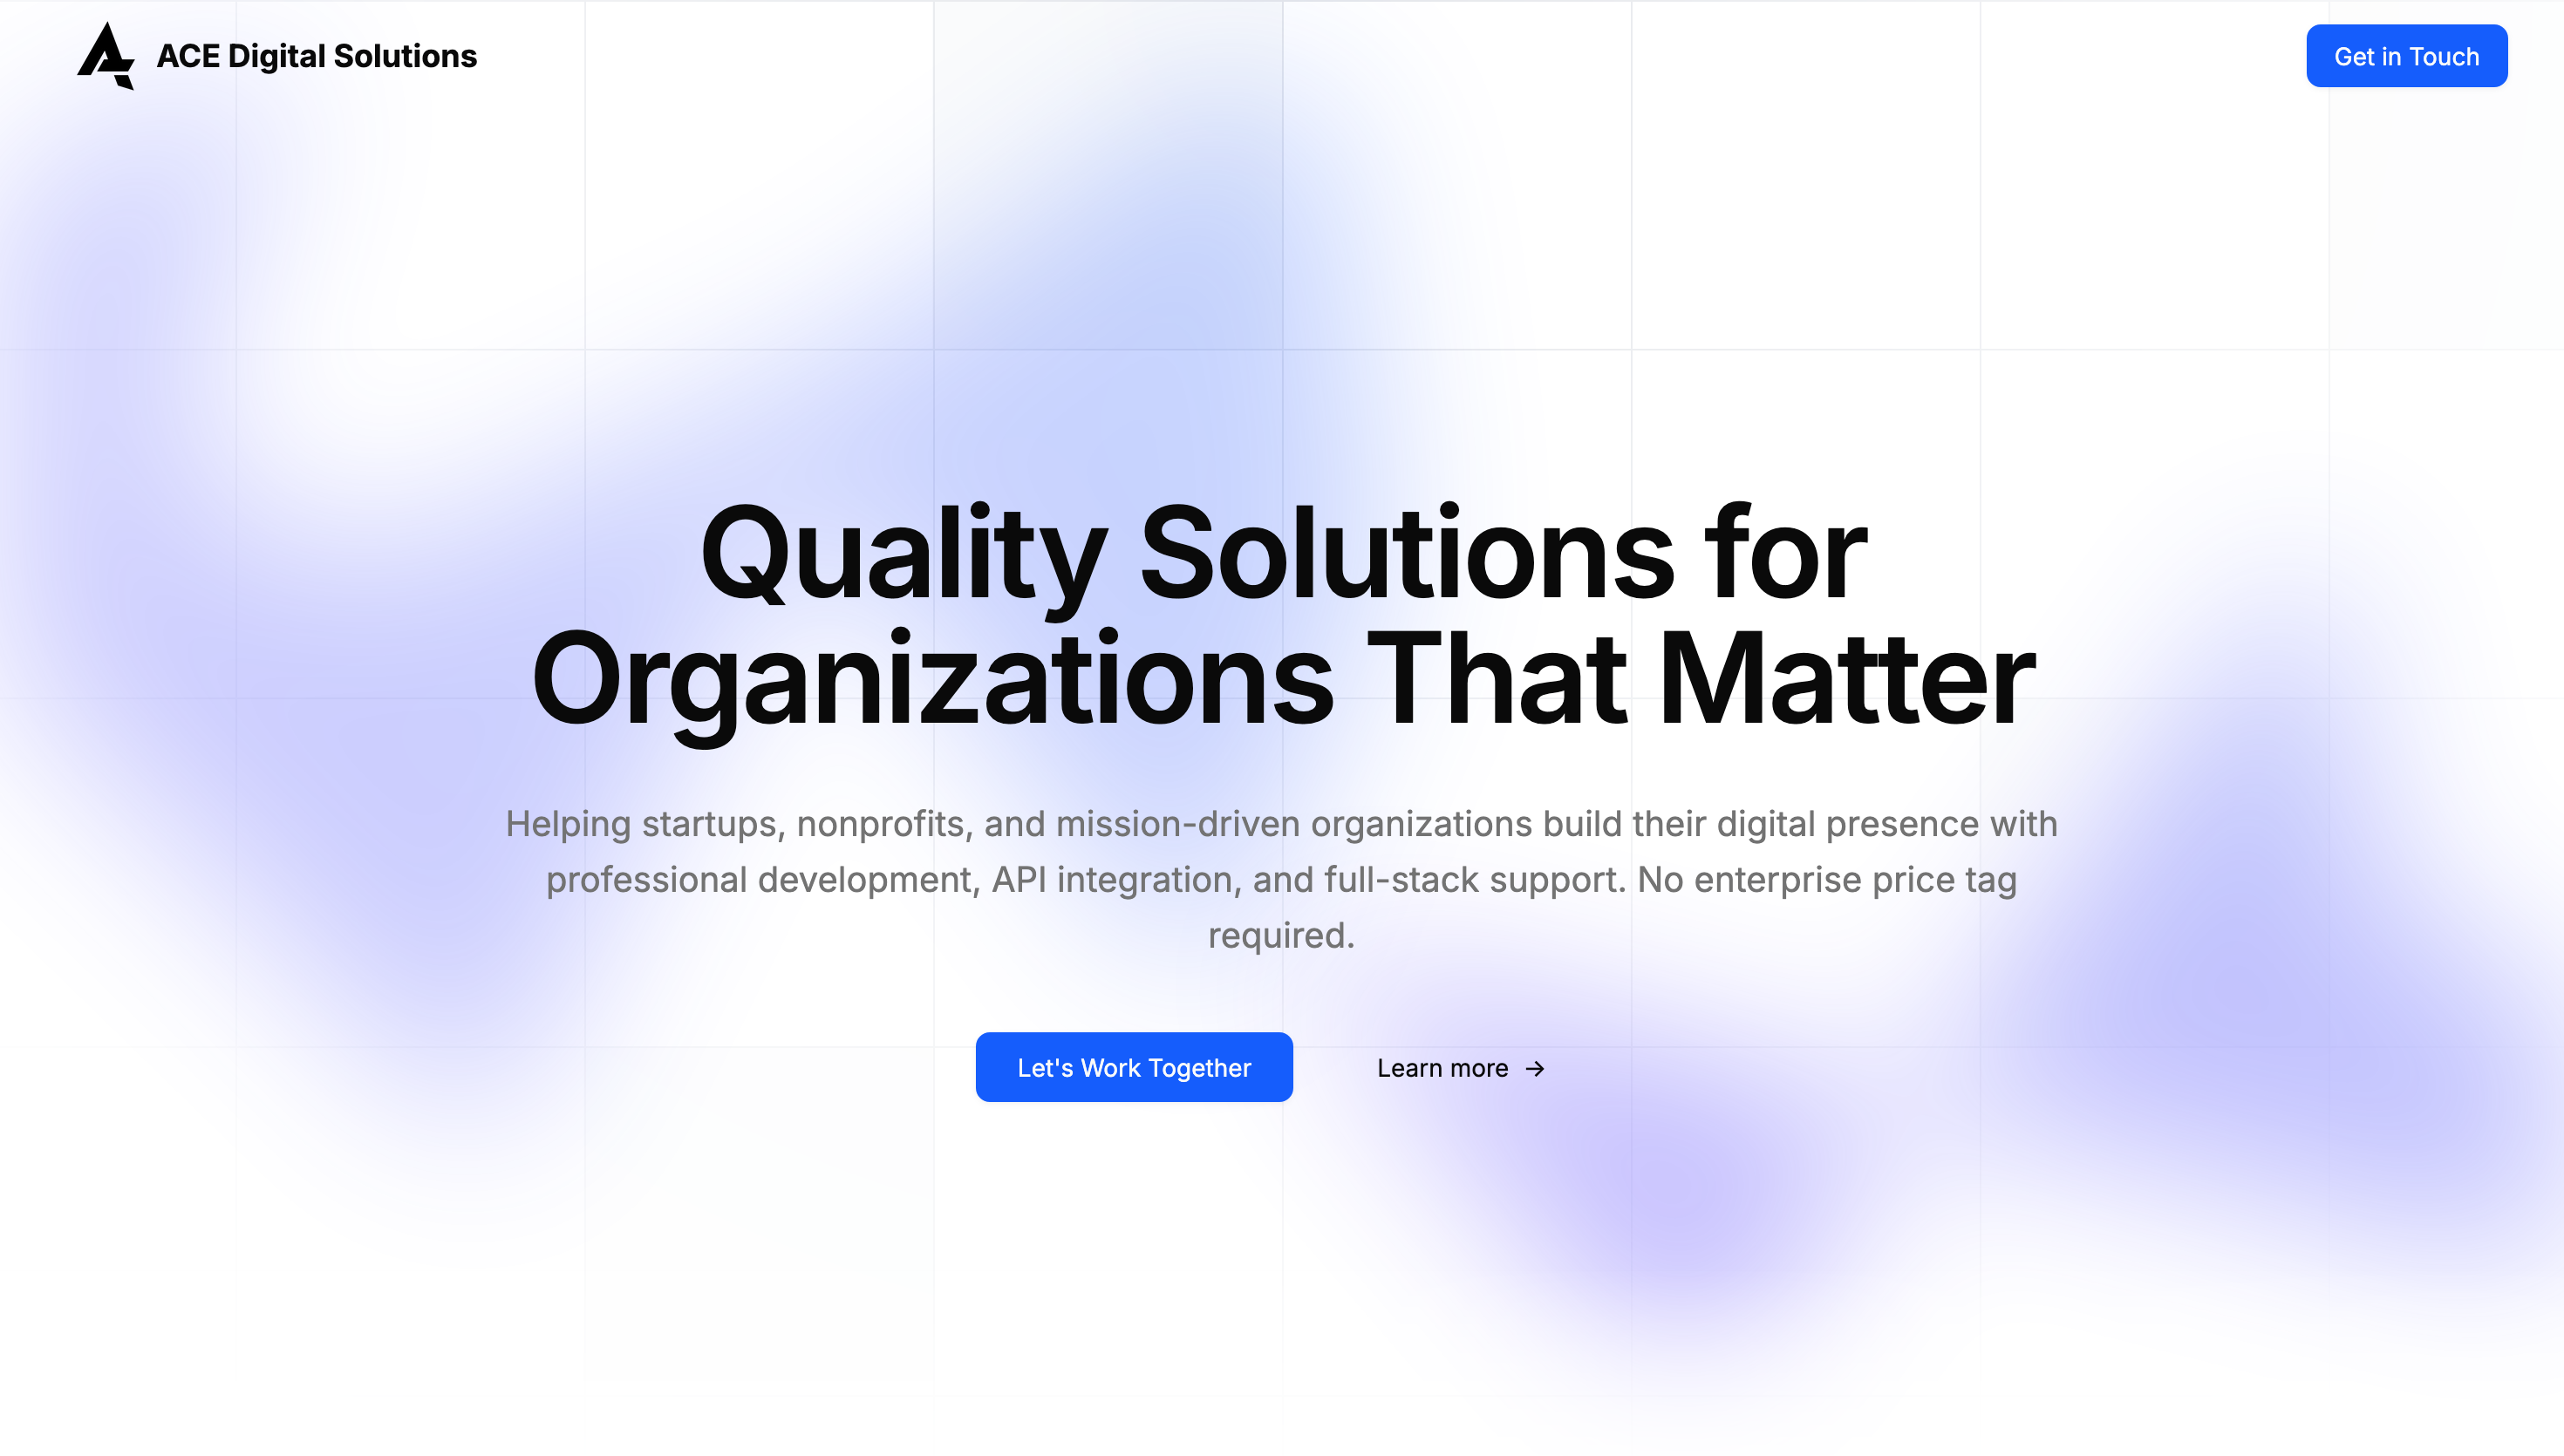 ACE Digital Solutions
Get in Touch
Quality Solutions for
Organizations That Matter
Helping startups, nonprofits, and mission-driven organizations build their digital presence with
professional development, API integration, and full-stack support. No enterprise price tag
required.
Let's Work Together
Learn more →